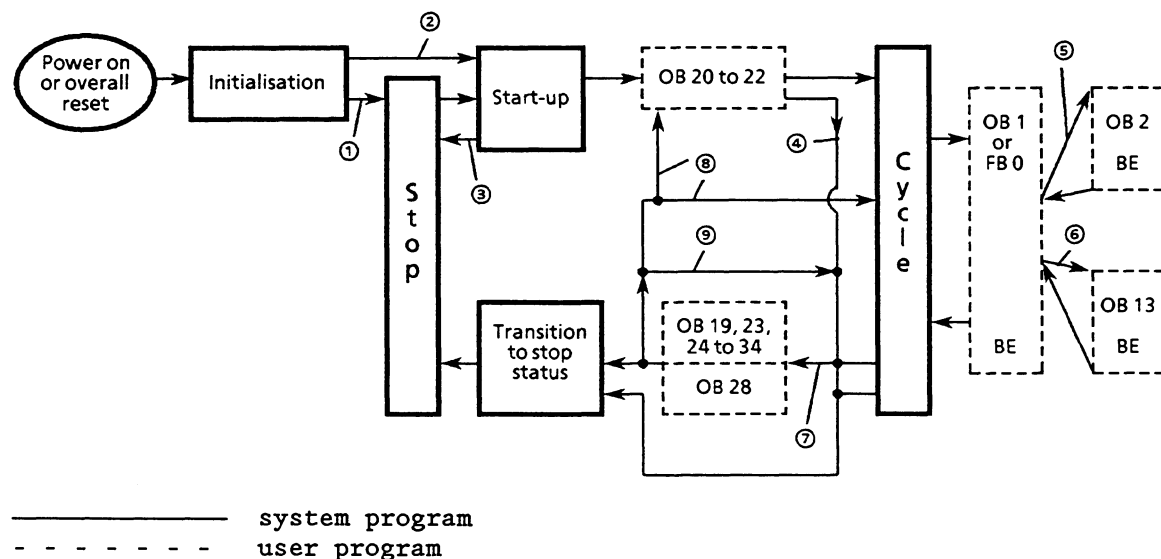 Power on
or overall
reset
Initialisation
②
①
Stop
③
Start-up
OB 20 to 22
④
⑧
⑨
Transition
to stop
status
OB 19, 23,
24 to 34
OB 28
⑦
Cycle
OB 1
or
FB 0
BE
⑤
OB 2
BE
⑥
OB 13
BE
system program
user program